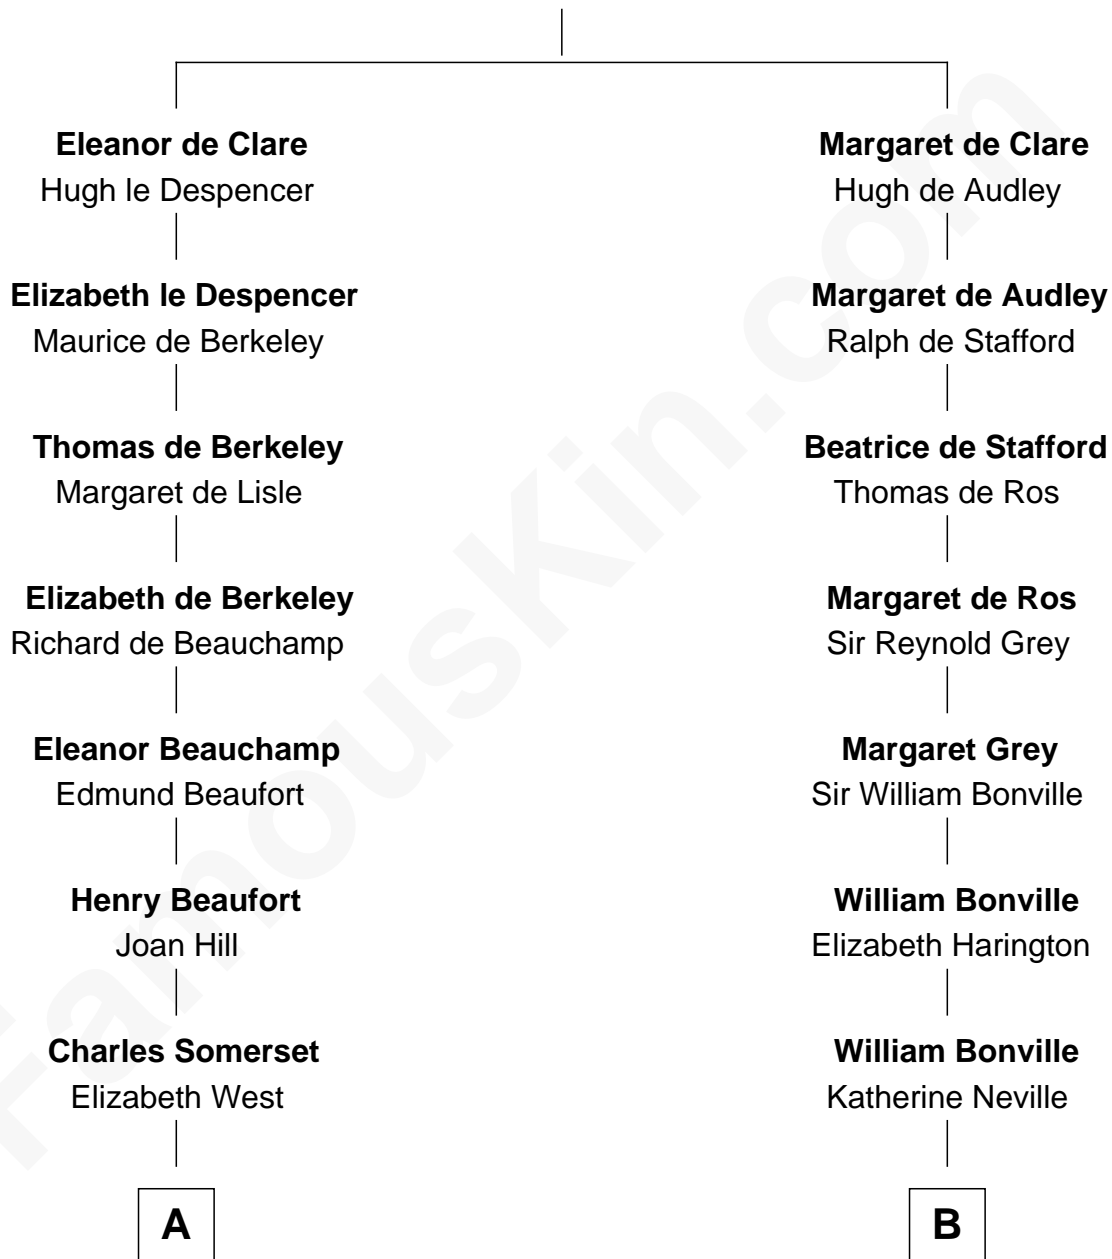 Eleanor de Clare
Hugh le Despencer
Elizabeth le Despencer
Maurice de Berkeley
Thomas de Berkeley
Margaret de Lisle
Elizabeth de Berkeley
Richard de Beauchamp
Eleanor Beauchamp
Edmund Beaufort
Henry Beaufort
Joan Hill
Charles Somerset
Elizabeth West
A
Margaret de Clare
Hugh de Audley
Margaret de Audley
Ralph de Stafford
Beatrice de Stafford
Thomas de Ros
Margaret de Ros
Sir Reynold Grey
Margaret Grey
Sir William Bonville
William Bonville
Elizabeth Harington
William Bonville
Katherine Neville
B
FamousKin.com